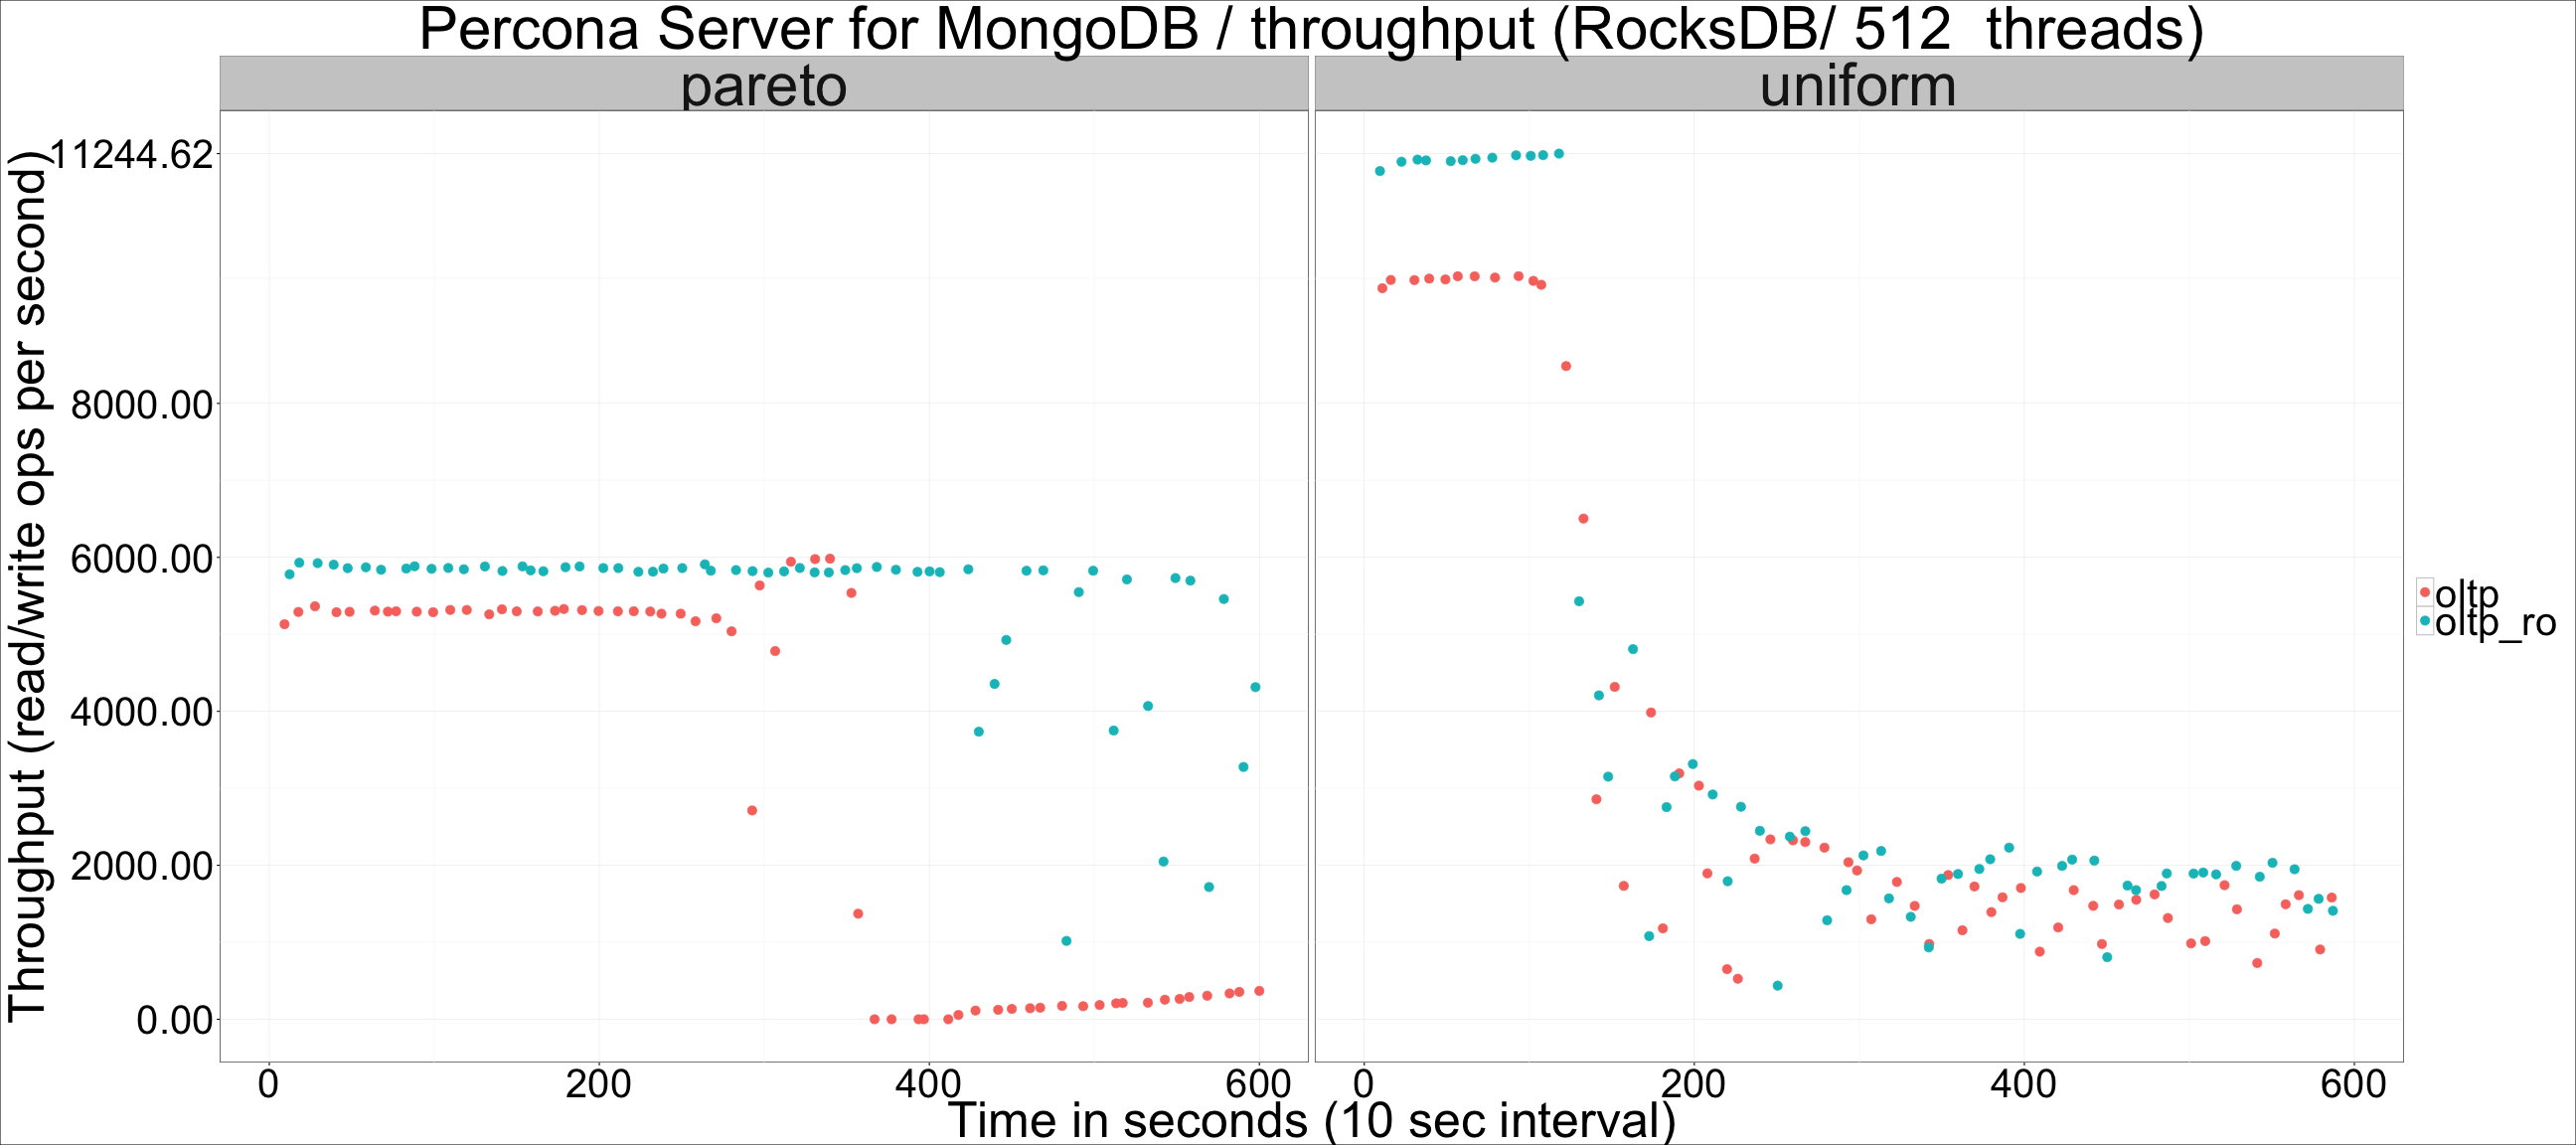 Percona Server for MongoDB / throughput (RocksDB/ 512  threads)
pareto
uniform
Throughput (read/write ops per second)
11244.62
8000.00
6000.00
4000.00
2000.00
0.00
0 200 400 600
0 200 400 600
Time in seconds (10 sec interval)
oltp
oltp_ro